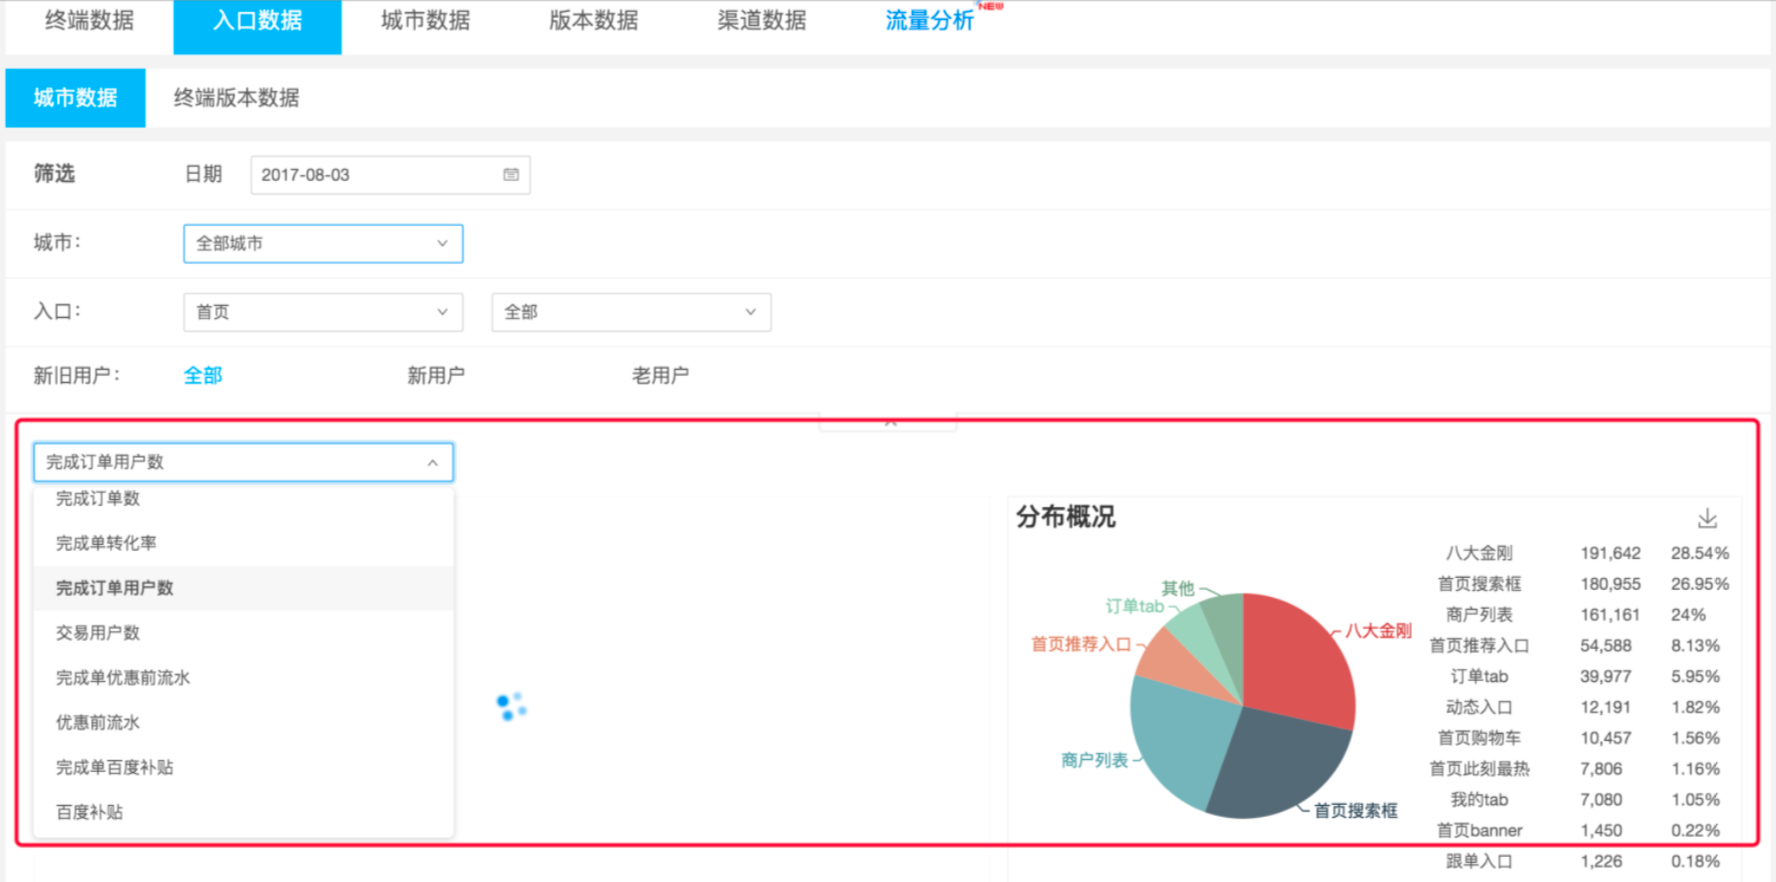 终端数据
入口数据
城市数据
版本数据
渠道数据
流量分析
NEW
城市数据
终端版本数据
筛选
日期
2017-08-03
城市：
全部城市
入口：
首页
全部
新旧用户：
全部
新用户
老用户
完成订单用户数
完成订单数
完成单转化率
完成订单用户数
交易用户数
完成单优惠前流水
优惠前流水
完成单百度补贴
百度补贴
分布概况
其他
订单tab
首页推荐入口
商户列表
八大金刚
首页搜索框
八大金刚 191,642 28.54%
首页搜索框 180,955 26.95%
商户列表 161,161 24%
首页推荐入口 54,588 8.13%
订单tab 39,977 5.95%
动态入口 12,191 1.82%
首页购物车 10,457 1.56%
首页此刻最热 7,806 1.16%
我的tab 7,080 1.05%
首页banner 1,450 0.22%
跟单入口 1,226 0.18%